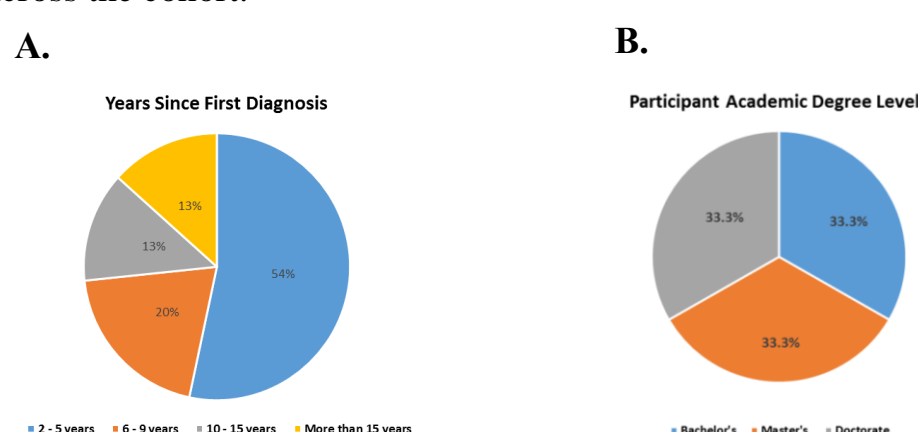 A.
B.
Years Since First Diagnosis
13%
13%
54%
20%
2 - 5 years 6 - 9 years 10 - 15 years More than 15 years
Participant Academic Degree Level
33.3%
33.3%
33.3%
Bachelor's Master's Doctorate